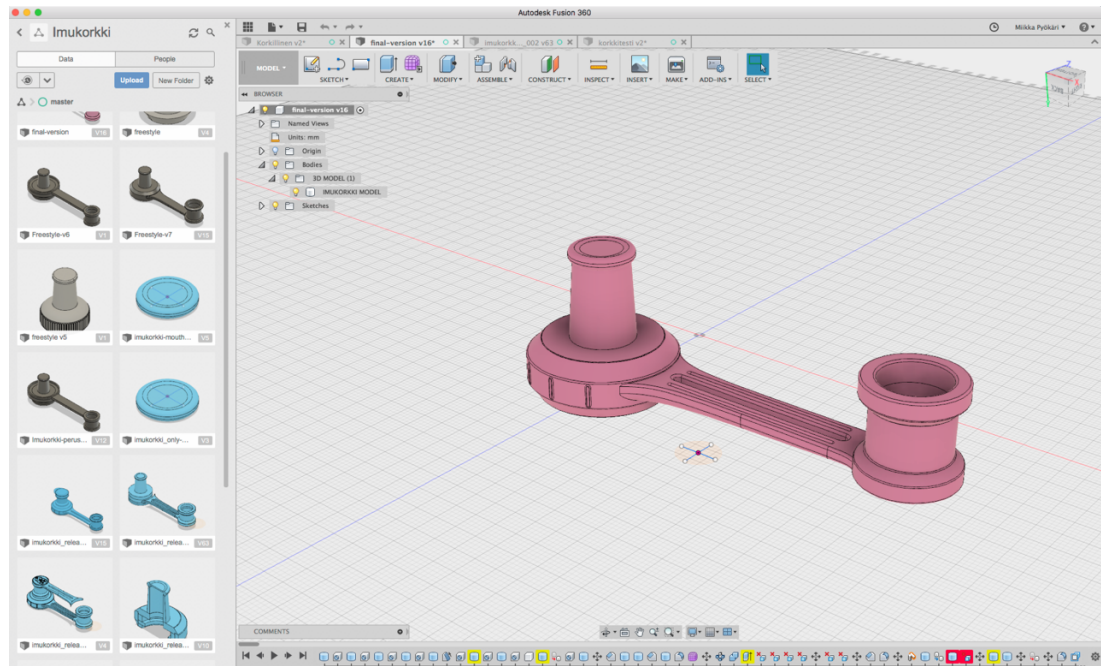 Autodesk Fusion 360
Imukorkki
Miikka Pyökäri
Data
People
Korkillinen v2*
final-version v16*
imukorkk..._002 v63
korkkitesti v2*
Upload
New Folder
MODEL
SKETCH
CREATE
MODIFY
ASSEMBLE
CONSTRUCT
INSPECT
INSERT
MAKE
ADD-INS
SELECT
master
BROWSER
final-version v16
Named Views
Units: mm
Origin
Bodies
3D MODEL (1)
IMUKORKKI MODEL
Sketches
final-version V16
freestyle V4
Freestyle-v6 V1
Freestyle-v7 V15
freestyle v5 V1
imukorkki-mouth... V5
Imukorkki-perus... V12
imukorkki_only-... V3
imukorkki_relea... V16
imukorkki_relea... V63
imukorkki_relea... V4
imukorkki_relea... V10
COMMENTS